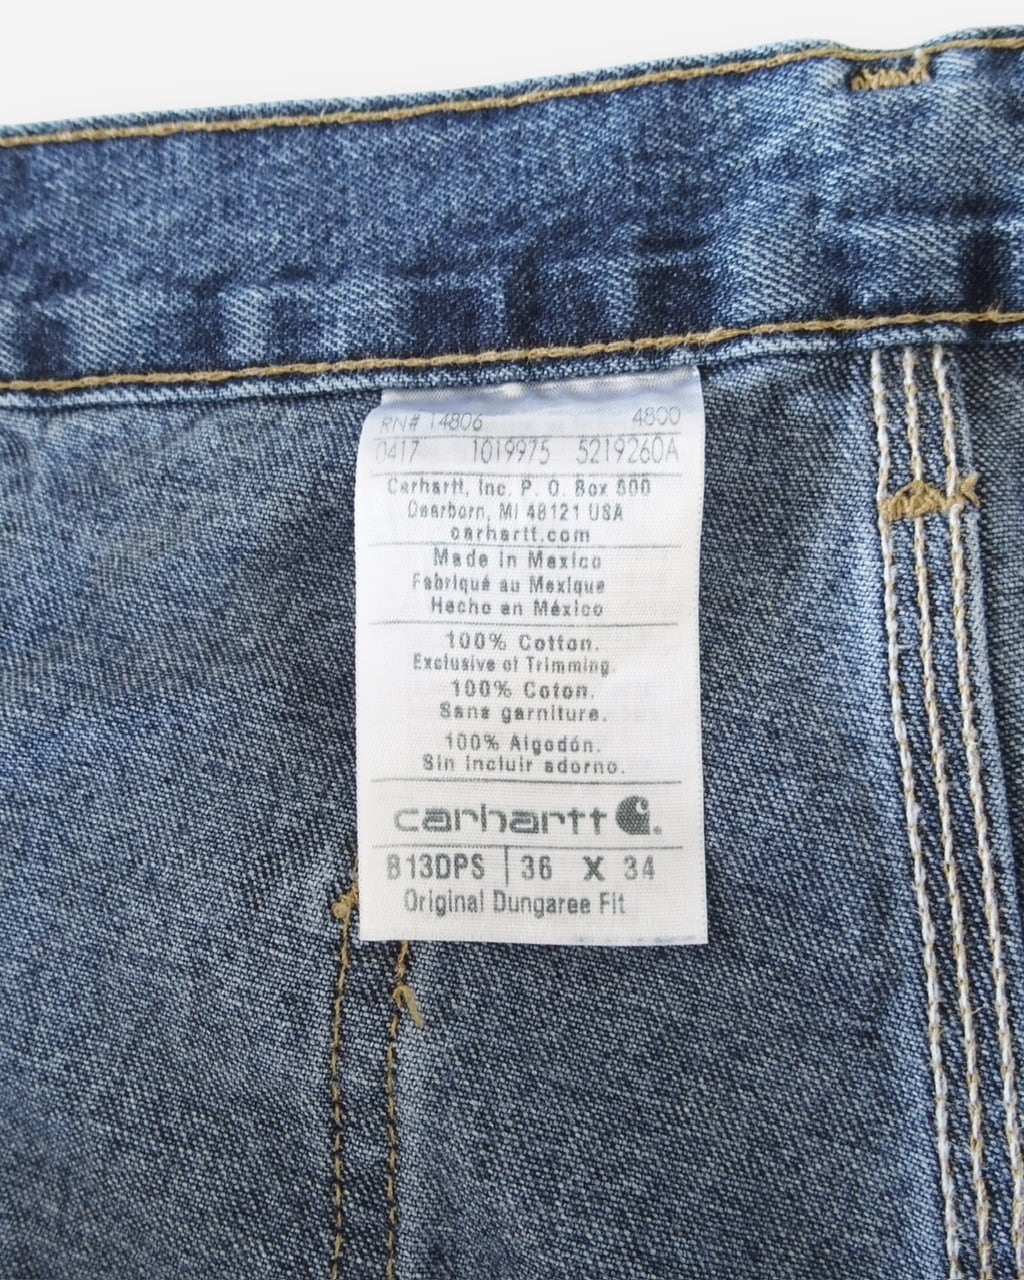 RN# 14806 4800
0417 1019975 5219260A
Carhartt, Inc. P. O. Box 600
Dearborn, MI 48121 USA
carhartt.com
Made in Mexico
Fabriqué au Mexique
Hecho en México
100% Cotton.
Exclusive of Trimming.
100% Coton.
Sans garniture.
100% Algodón.
Sin incluir adorno.
carhartt
B13DPS | 36 X 34
Original Dungaree Fit